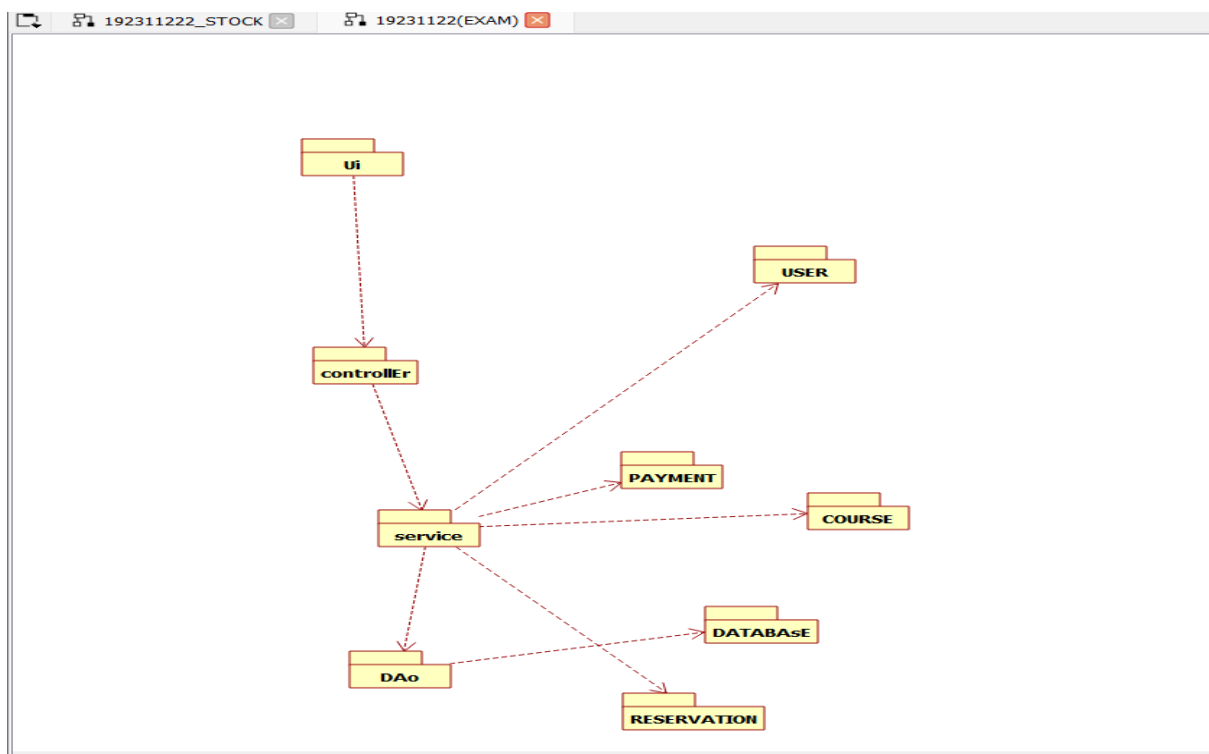 192311222_STOCK
19231122(EXAM)
Ui
USER
controllEr
PAYMENT
COURSE
service
DATABAsE
DAo
RESERVATION